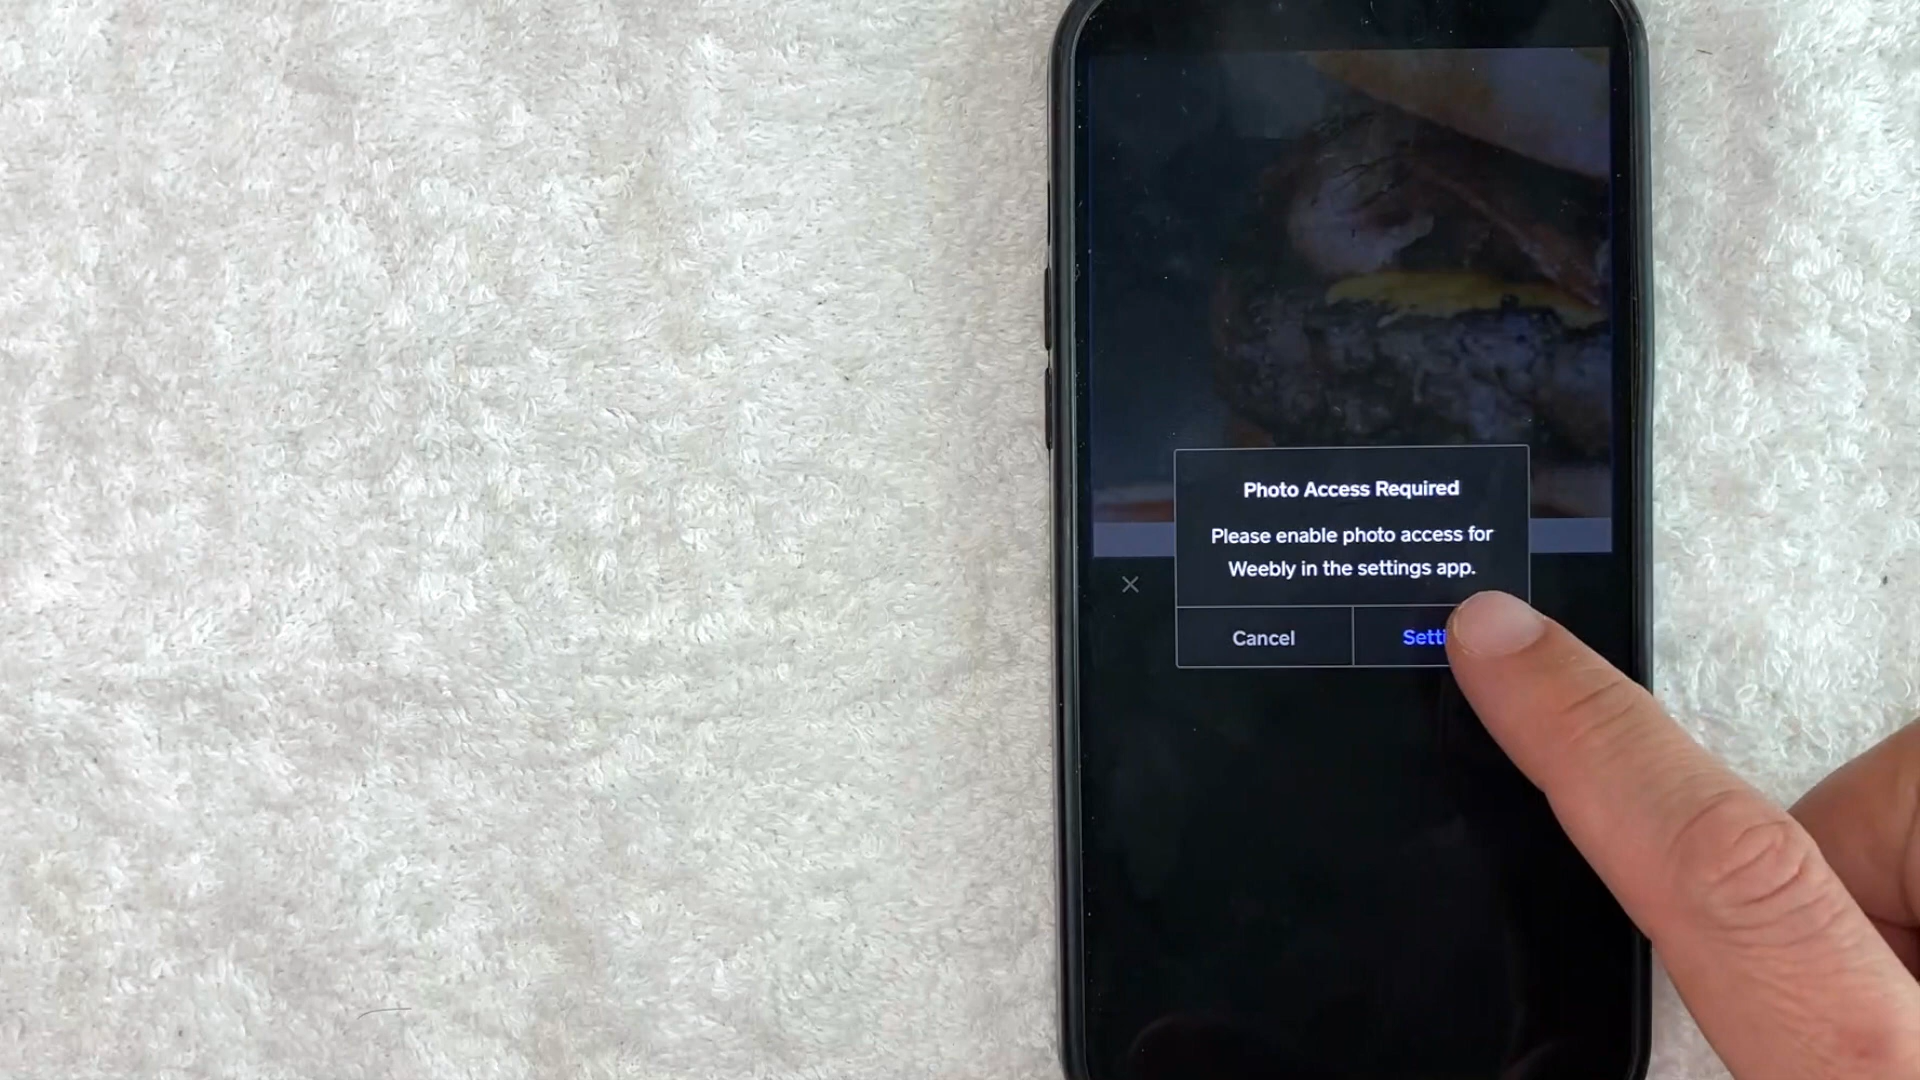 Photo Access Required
Please enable photo access for
Weebly in the settings app.
Cancel